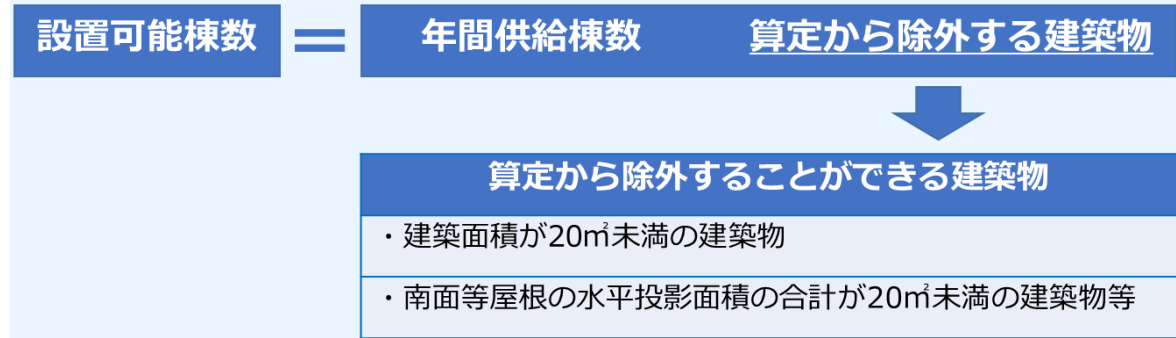 設置可能棟数 = 年間供給棟数 算定から除外する建築物
算定から除外することができる建築物
・建築面積が20㎡未満の建築物
・南面等屋根の水平投影面積の合計が20㎡未満の建築物等